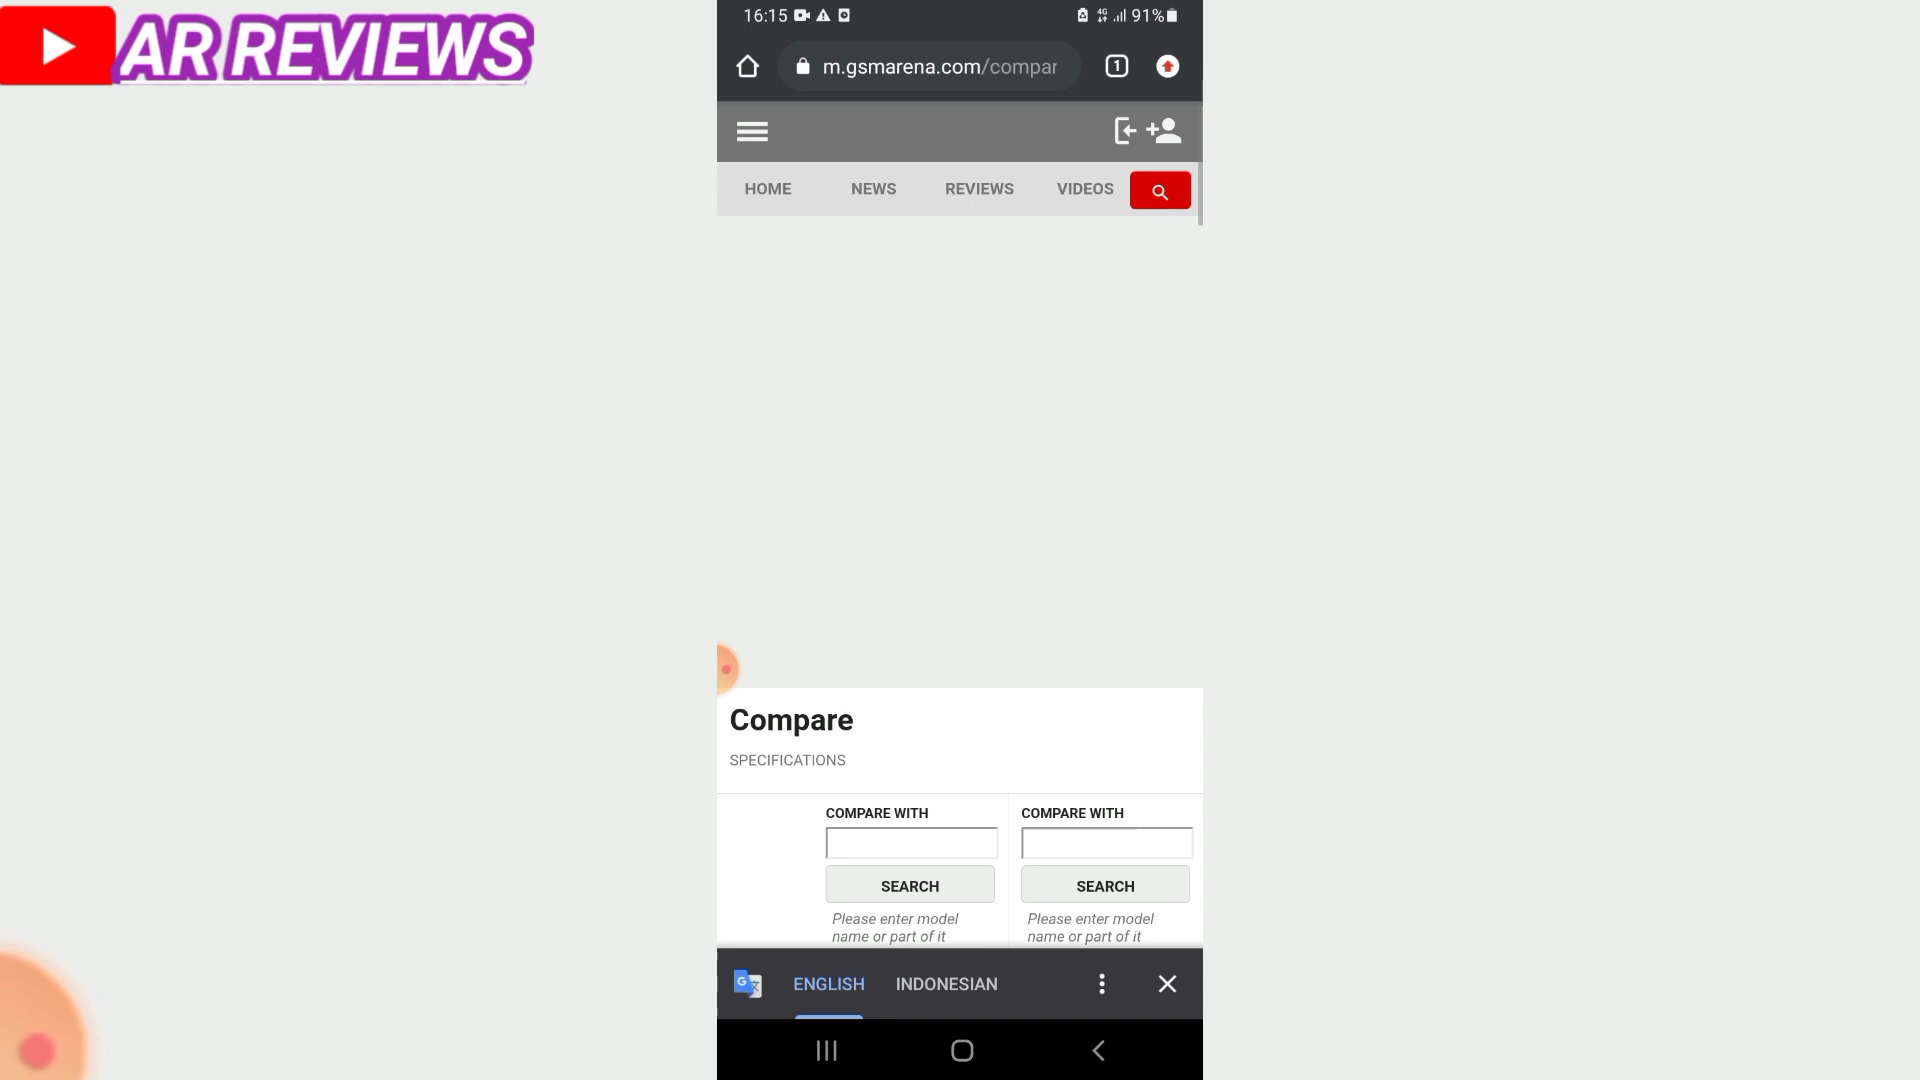 AR REVIEWS
16:15
4G
91%
m.gsmarena.com/compar
1
HOME NEWS REVIEWS VIDEOS
Compare
SPECIFICATIONS
COMPARE WITH COMPARE WITH
SEARCH SEARCH
Please enter model Please enter model
name or part of it name or part of it
G ENGLISH INDONESIAN